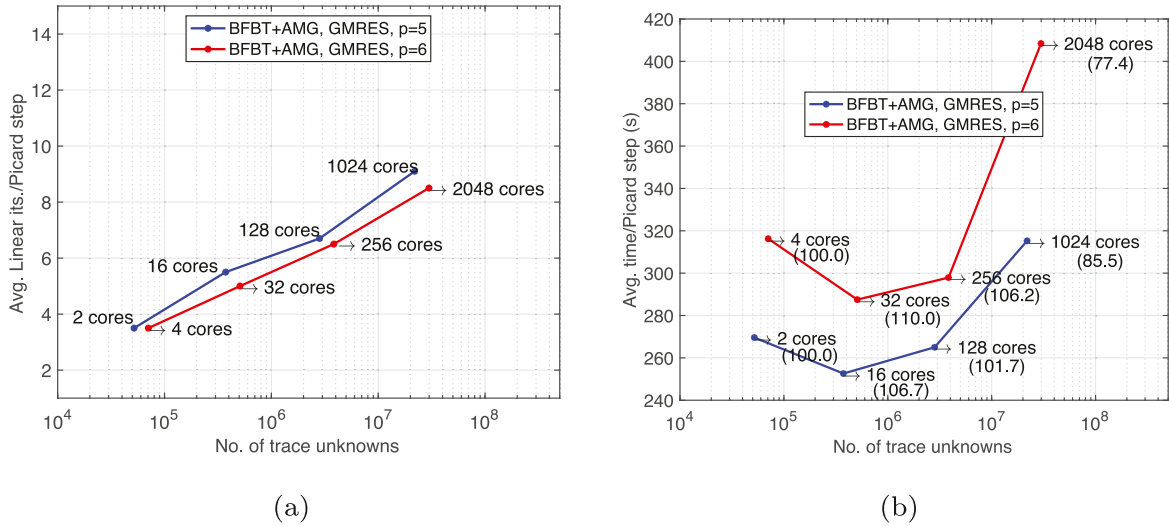 14
12
10
8
6
4
2
Avg. Linear its./Picard step
BFBT+AMG, GMRES, p=5
BFBT+AMG, GMRES, p=6
1024 cores
2048 cores
128 cores
256 cores
16 cores
32 cores
2 cores
4 cores
10^4
10^5
10^6
10^7
10^8
No. of trace unknowns
(a)
420
400
380
360
340
320
300
280
260
240
Avg. time/Picard step (s)
2048 cores
(77.4)
BFBT+AMG, GMRES, p=5
BFBT+AMG, GMRES, p=6
4 cores
(100.0)
1024 cores
(85.5)
256 cores
(106.2)
32 cores
(110.0)
2 cores
(100.0)
128 cores
(101.7)
16 cores
(106.7)
10^4
10^5
10^6
10^7
10^8
No. of trace unknowns
(b)